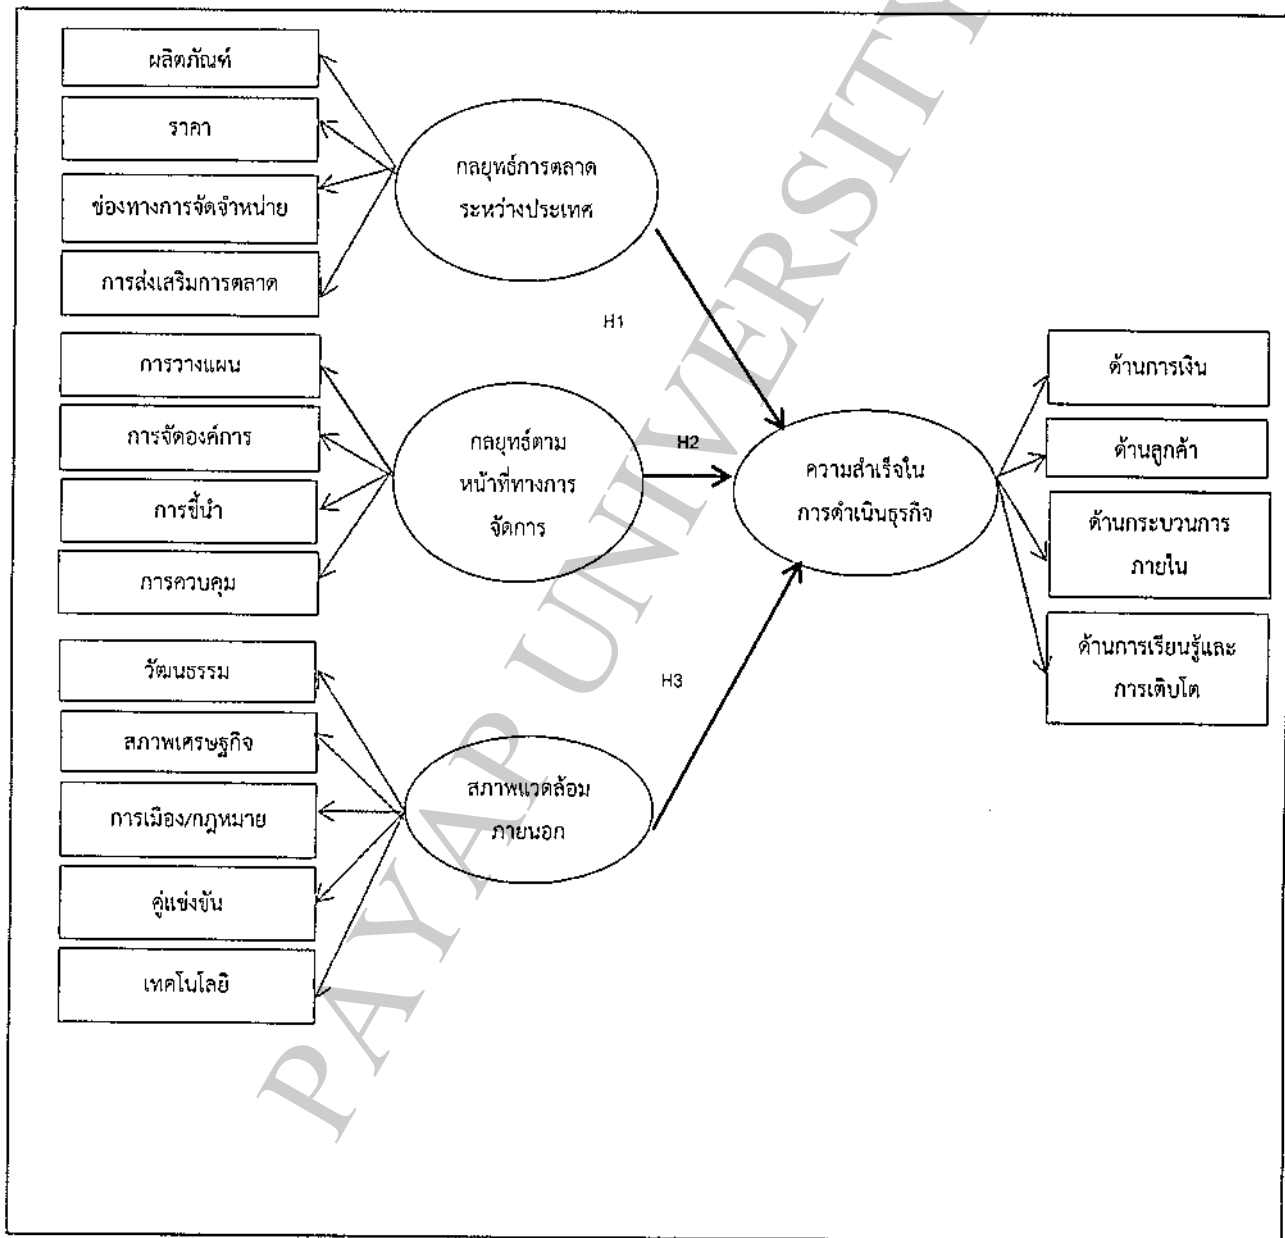 ผลิตภัณฑ์
ราคา
ช่องทางการจัดจำหน่าย
การส่งเสริมการตลาด
กลยุทธ์การตลาด
ระหว่างประเทศ
H1
การวางแผน
การจัดองค์การ
การชี้นำ
การควบคุม
กลยุทธ์ตาม
หน้าที่ทางการ
จัดการ
H2
ความสำเร็จใน
การดำเนินธุรกิจ
ด้านการเงิน
ด้านลูกค้า
ด้านกระบวนการ
ภายใน
ด้านการเรียนรู้และ
การเติบโต
วัฒนธรรม
สภาพเศรษฐกิจ
การเมือง/กฎหมาย
คู่แข่งขัน
เทคโนโลยี
สภาพแวดล้อม
ภายนอก
H3
PAYAP UNIVERSITY